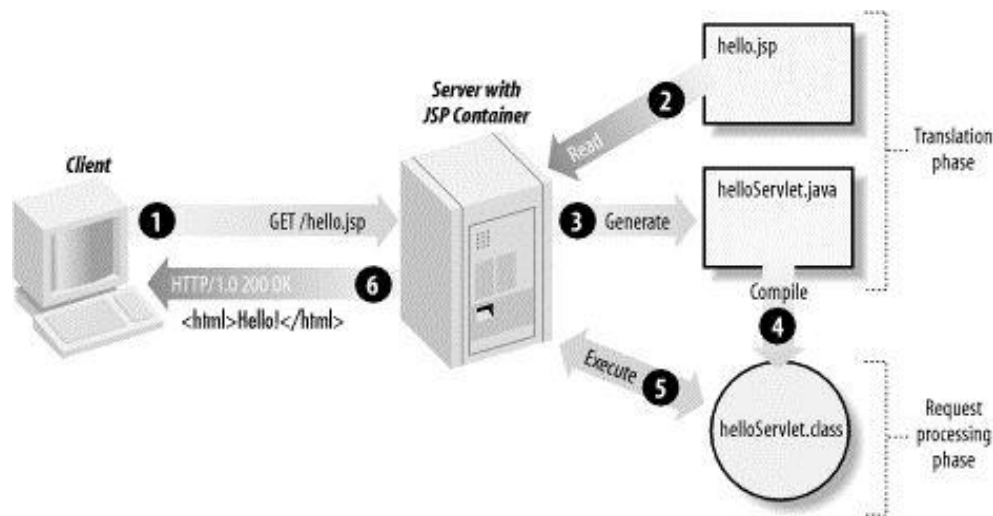 hello.jsp
Server with
JSP Container
2
Read
Translation
phase
Client
helloServlet.java
1
GET /hello.jsp
3
Generate
HTTP/1.0 200 OK
6
<html>Hello!</html>
Compile
4
Execute
5
helloServlet.class
Request
processing
phase